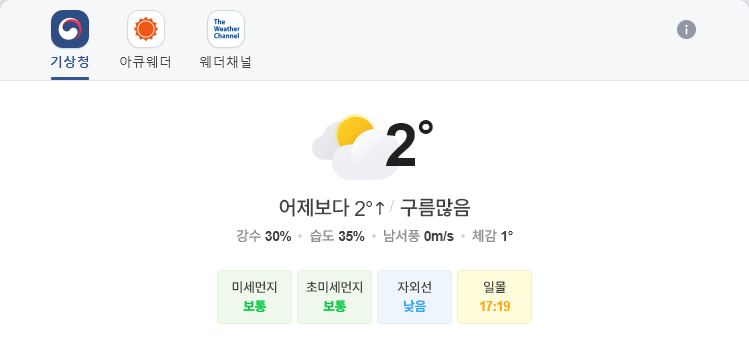 The
Weather
Channel
기상청 아큐웨더 웨더채널
2°
어제보다 2°↑ / 구름많음
강수 30% • 습도 35% • 남서풍 0m/s • 체감 1°
미세먼지 초미세먼지 자외선 일몰
보통 보통 낮음 17:19